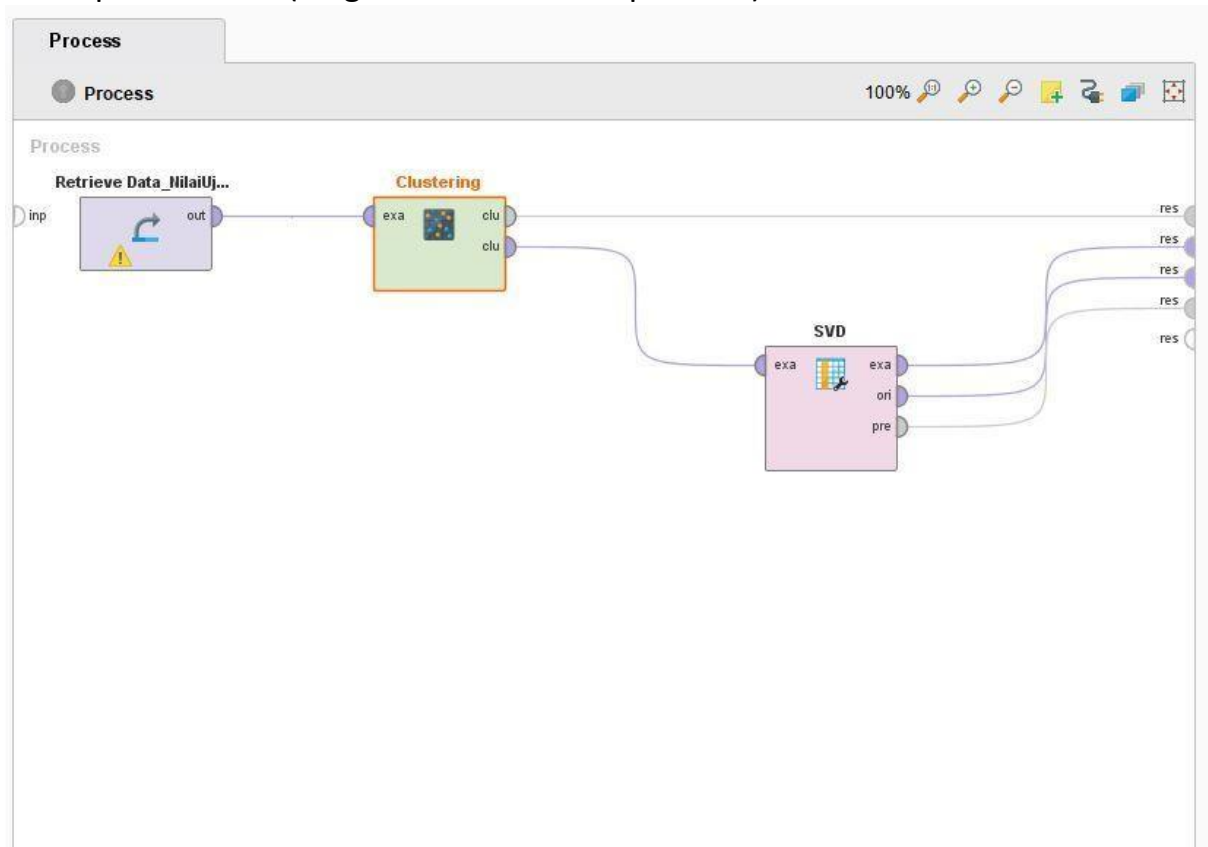 Process
Process
100%
Process
Retrieve Data_NilaiUj...
Clustering
inp
out
exa
clu
clu
res
res
res
res
res
SVD
exa
exa
ori
pre